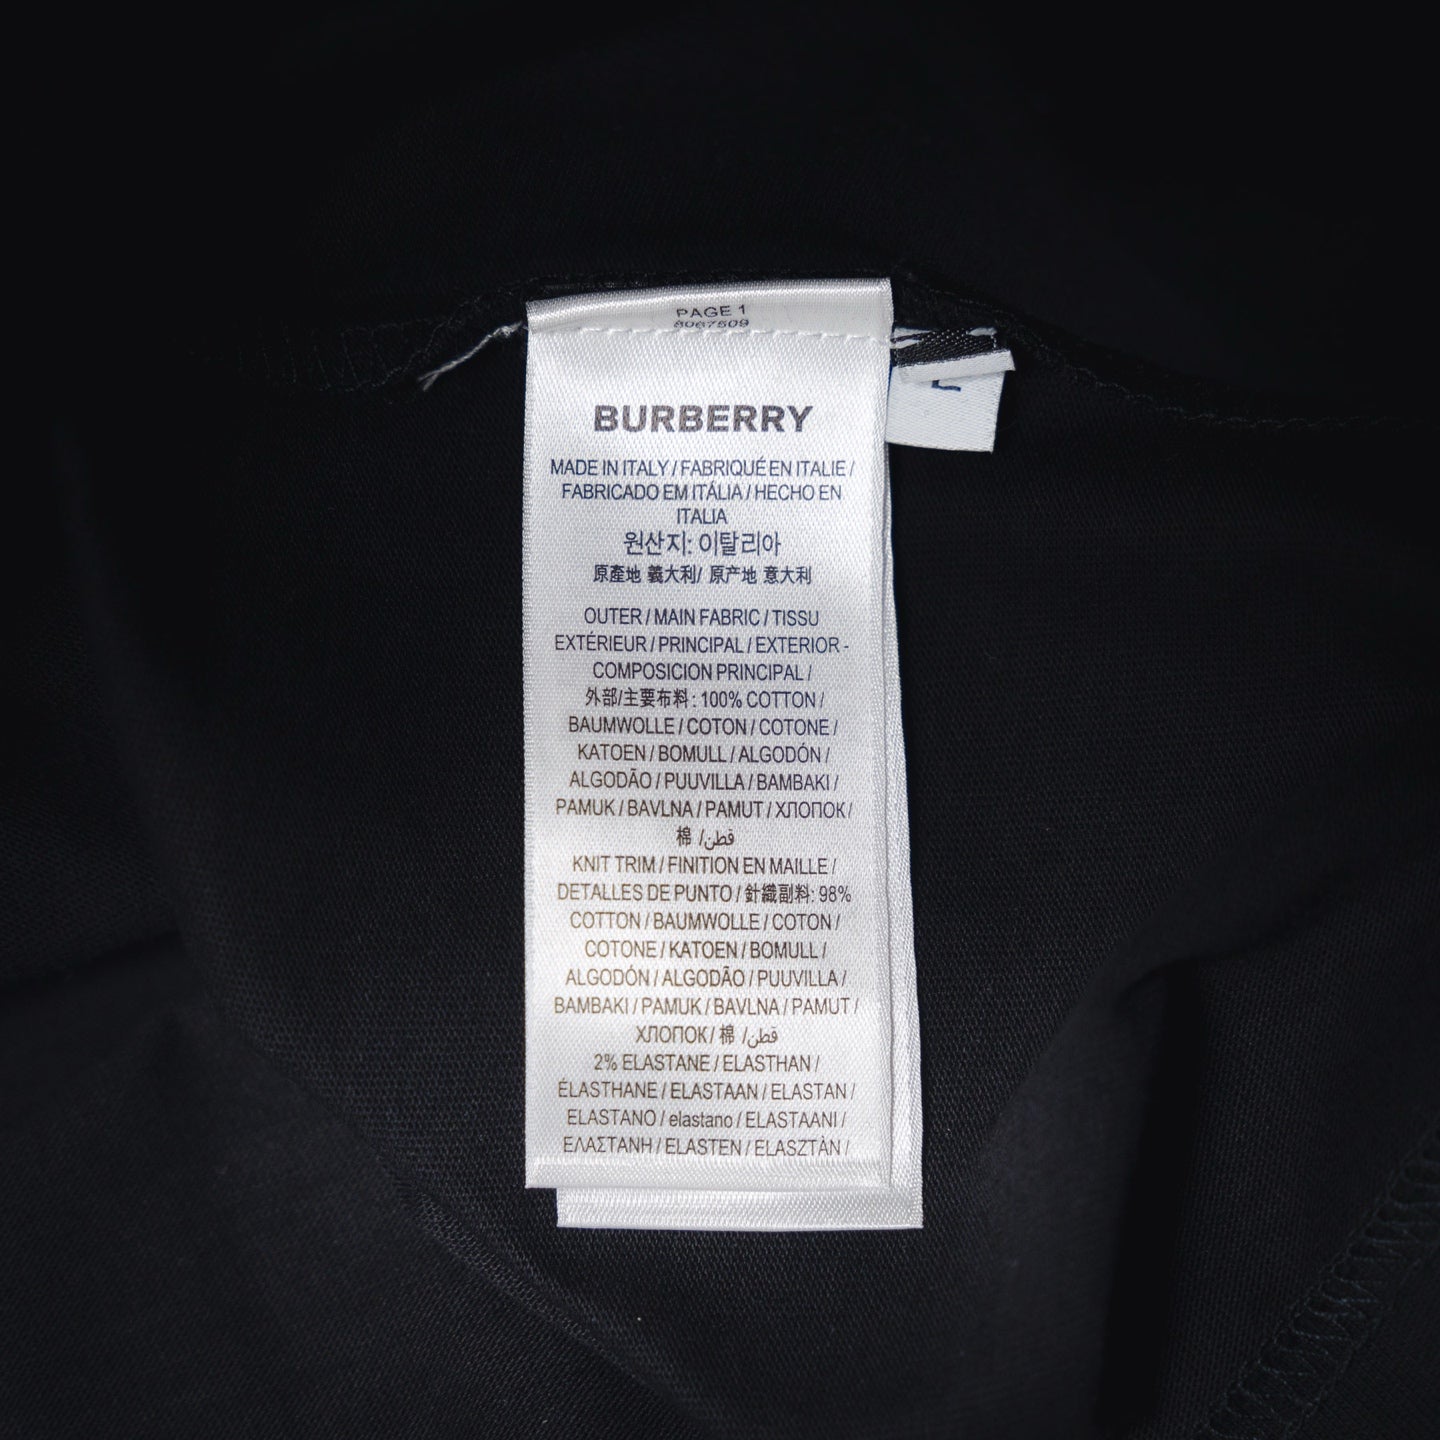 PAGE 1
8067509
L
BURBERRY
MADE IN ITALY / FABRIQUÉ EN ITALIE /
FABRICADO EM ITÁLIA / HECHO EN
ITALIA
원산지: 이탈리아
原產地 義大利/ 原产地 意大利
OUTER / MAIN FABRIC / TISSU
EXTÉRIEUR / PRINCIPAL / EXTERIOR -
COMPOSICION PRINCIPAL /
外部/主要布料: 100% COTTON /
BAUMWOLLE / COTON / COTONE /
KATOEN / BOMULL / ALGODÓN /
ALGODÃO / PUUVILLA / BAMBAKI /
PAMUK / BAVLNA / PAMUT / ХЛОПОК /
棉 /قطن
KNIT TRIM / FINITION EN MAILLE /
DETALLES DE PUNTO / 針織副料: 98%
COTTON / BAUMWOLLE / COTON /
COTONE / KATOEN / BOMULL /
ALGODÓN / ALGODÃO / PUUVILLA /
BAMBAKI / PAMUK / BAVLNA / PAMUT /
ХЛОПОК / 棉 /قطن
2% ELASTANE / ELASTHAN /
ÉLASTHANE / ELASTAAN / ELASTAN /
ELASTANO / elastano / ELASTAANI /
ΕΛΑΣΤΑΝΗ / ELASTEN / ELASZTÀN /